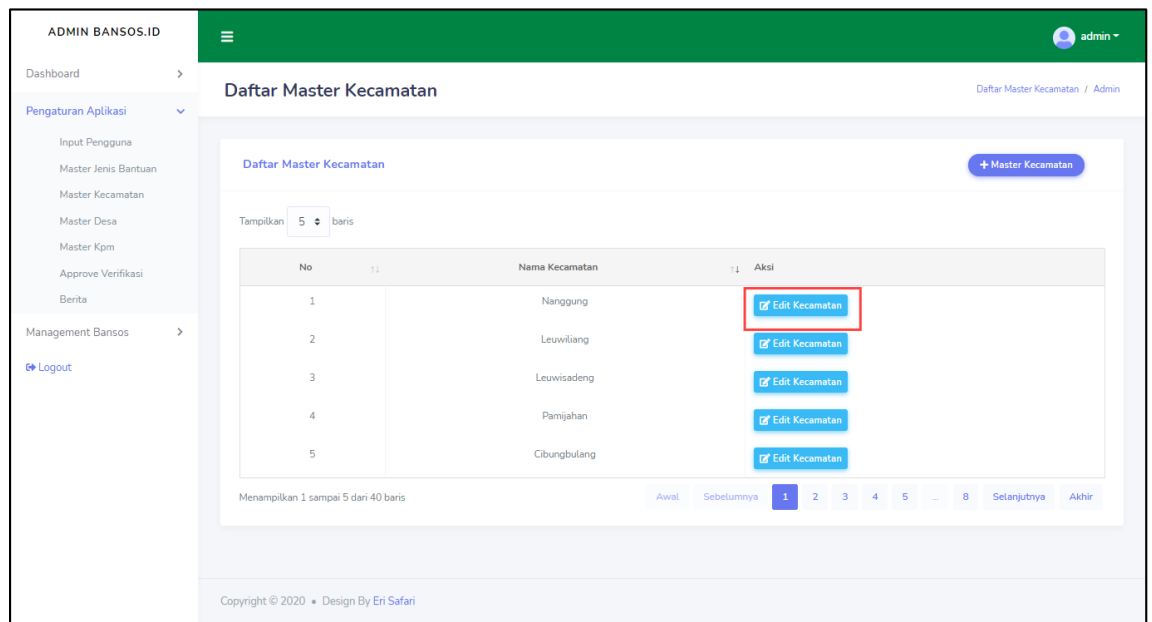 ADMIN BANSOS.ID
admin
Dashboard
Pengaturan Aplikasi
Input Pengguna
Master Jenis Bantuan
Master Kecamatan
Master Desa
Master Kpm
Approve Verifikasi
Berita
Management Bansos
Logout
Daftar Master Kecamatan
Daftar Master Kecamatan / Admin
Daftar Master Kecamatan
+ Master Kecamatan
Tampilkan 5 baris
No Nama Kecamatan Aksi
1 Nanggung Edit Kecamatan
2 Leuwiliang Edit Kecamatan
3 Leuwisadeng Edit Kecamatan
4 Pamijahan Edit Kecamatan
5 Cibungbulang Edit Kecamatan
Menampilkan 1 sampai 5 dari 40 baris
Awal Sebelumnya 1 2 3 4 5 ... 8 Selanjutnya Akhir
Copyright © 2020 • Design By Eri Safari